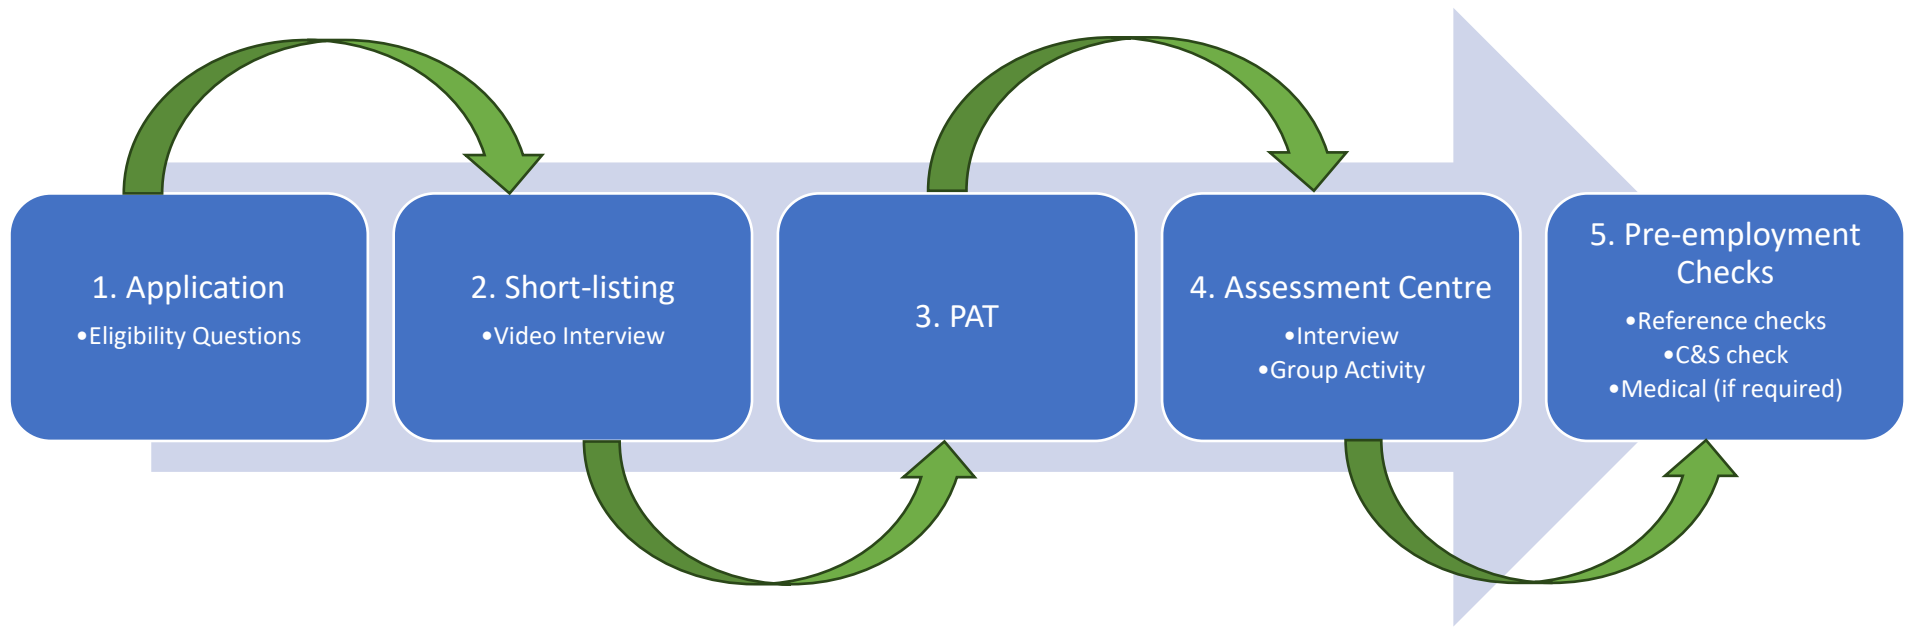 1. Application
•Eligibility Questions
2. Short-listing
•Video Interview
3. PAT
4. Assessment Centre
•Interview
•Group Activity
5. Pre-employment
Checks
•Reference checks
•C&S check
•Medical (if required)